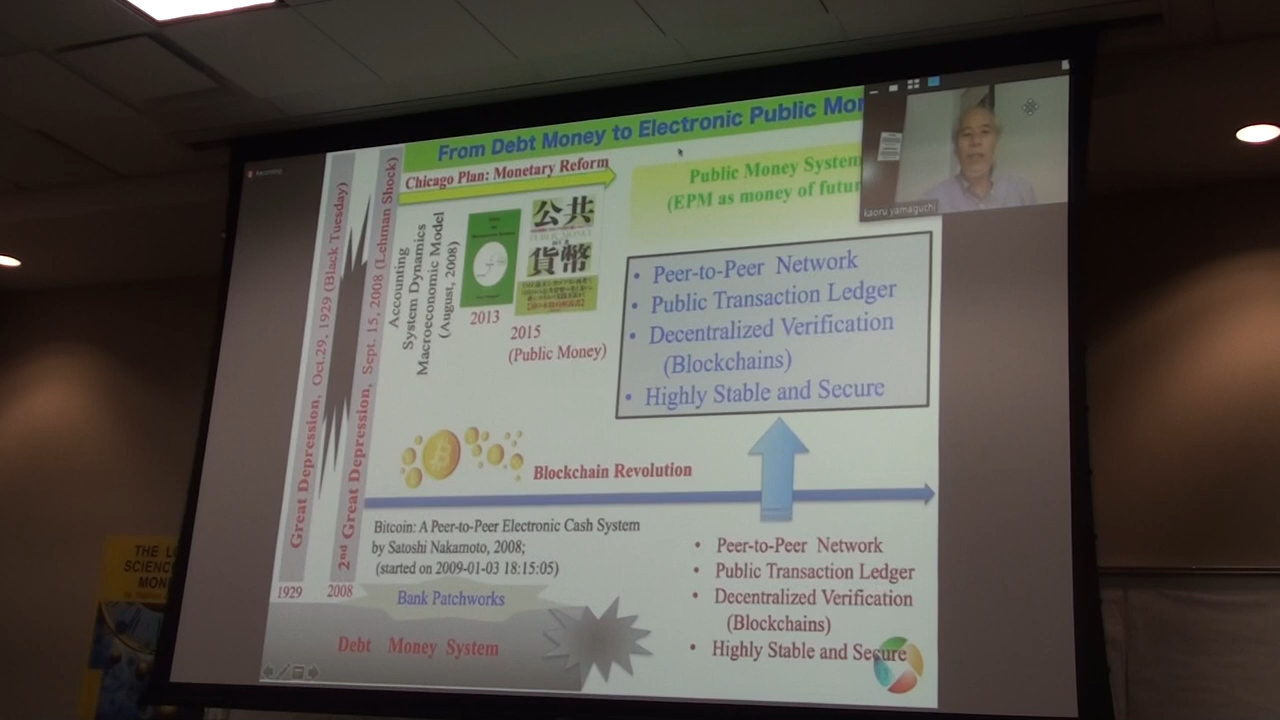 From Debt Money to Electronic Public Mon
Chicago Plan: Monetary Reform
Public Money System
(EPM as money of futur
kaoru yamaguchi
Great Depression, Oct.29, 1929 (Black Tuesday)
2nd Great Depression, Sept. 15, 2008 (Lehman Shock)
Accounting
System Dynamics
Macroeconomic Model
(August, 2008)
公共
PUBLIC MONEY
貨幣
2013
2015
(Public Money)
• Peer-to-Peer Network
• Public Transaction Ledger
• Decentralized Verification
(Blockchains)
• Highly Stable and Secure
Blockchain Revolution
Bitcoin: A Peer-to-Peer Electronic Cash System
by Satoshi Nakamoto, 2008;
(started on 2009-01-03 18:15:05)
1929
2008
Bank Patchworks
Debt Money System
• Peer-to-Peer Network
• Public Transaction Ledger
• Decentralized Verification
(Blockchains)
• Highly Stable and Secure
THE LO
SCIENC
MON